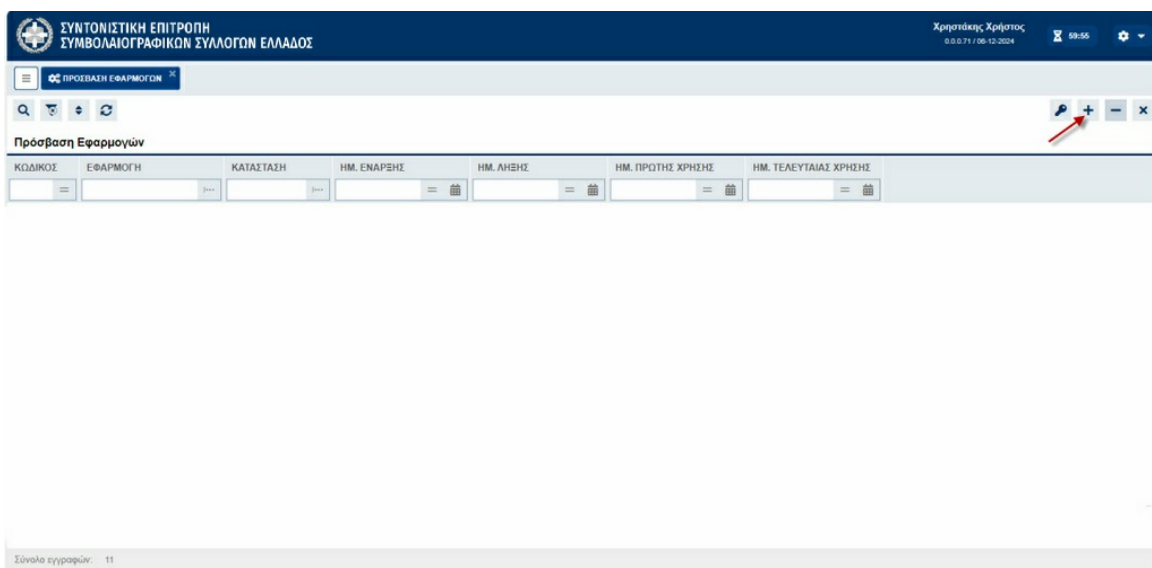 ΣΥΝΤΟΝΙΣΤΙΚΗ ΕΠΙΤΡΟΠΗ
ΣΥΜΒΟΛΑΙΟΓΡΑΦΙΚΩΝ ΣΥΛΛΟΓΩΝ ΕΛΛΑΔΟΣ
Χρηστάκης Χρήστος
0.0.0.71 / 06-12-2024
59:55
ΠΡΟΣΒΑΣΗ ΕΦΑΡΜΟΓΩΝ
Πρόσβαση Εφαρμογών
ΚΩΔΙΚΟΣ ΕΦΑΡΜΟΓΗ ΚΑΤΑΣΤΑΣΗ ΗΜ. ΕΝΑΡΞΗΣ ΗΜ. ΛΗΞΗΣ ΗΜ. ΠΡΩΤΗΣ ΧΡΗΣΗΣ ΗΜ. ΤΕΛΕΥΤΑΙΑΣ ΧΡΗΣΗΣ
Σύνολο εγγραφών: 11